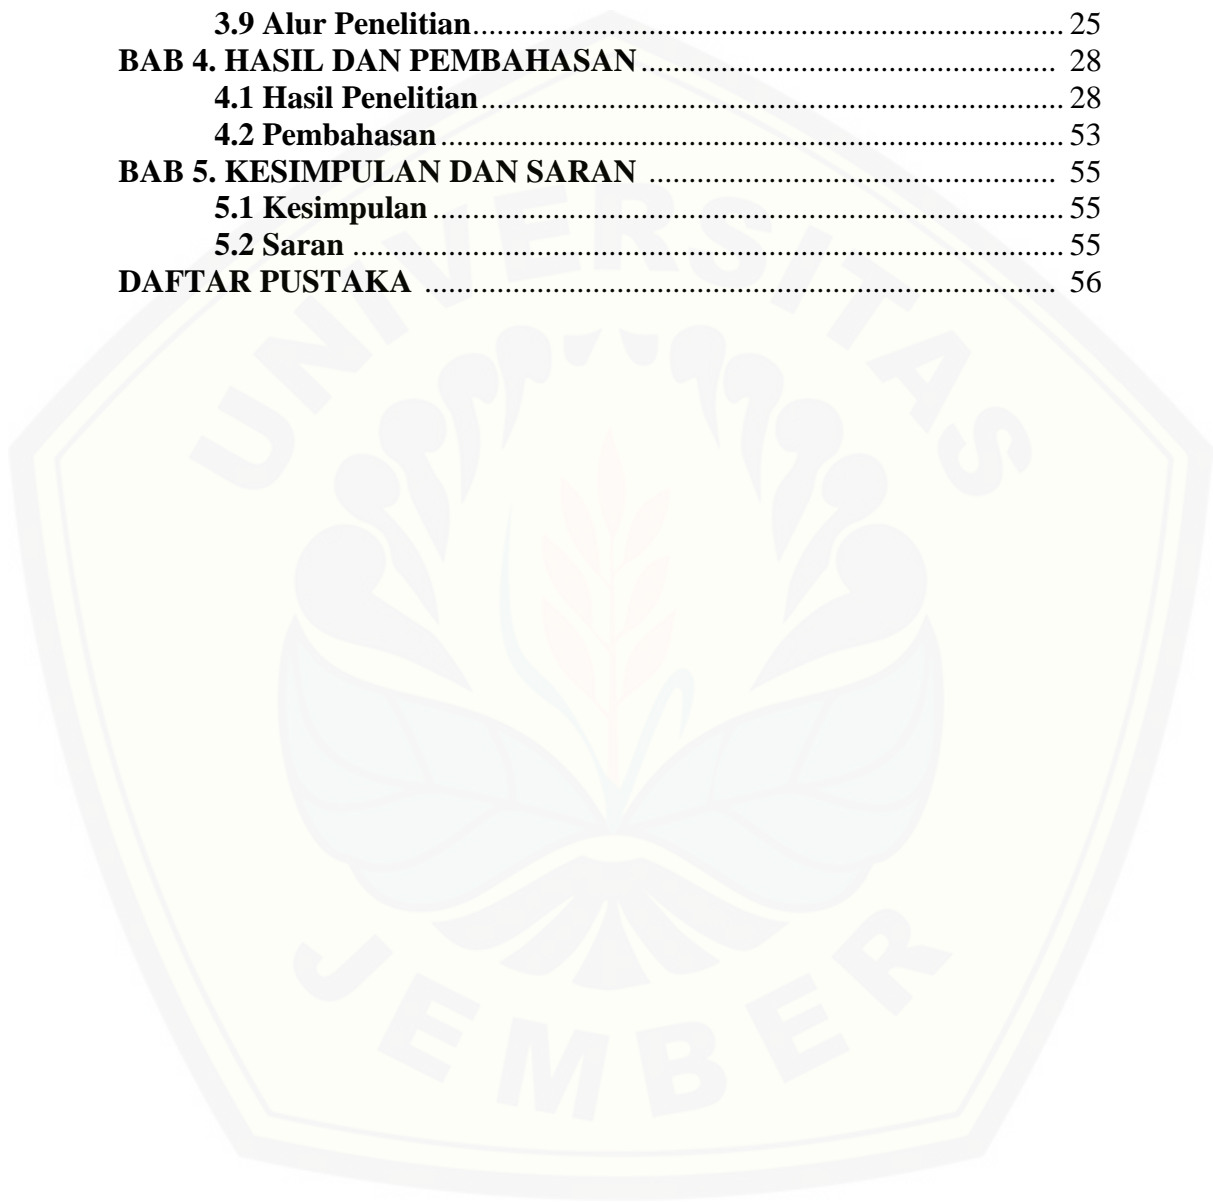 3.9 Alur Penelitian.......................................................................... 25
BAB 4. HASIL DAN PEMBAHASAN.................................................... 28
4.1 Hasil Penelitian......................................................................... 28
4.2 Pembahasan.............................................................................. 53
BAB 5. KESIMPULAN DAN SARAN ................................................... 55
5.1 Kesimpulan............................................................................... 55
5.2 Saran ......................................................................................... 55
DAFTAR PUSTAKA ............................................................................... 56
UNIVERSITAS
JEMBER